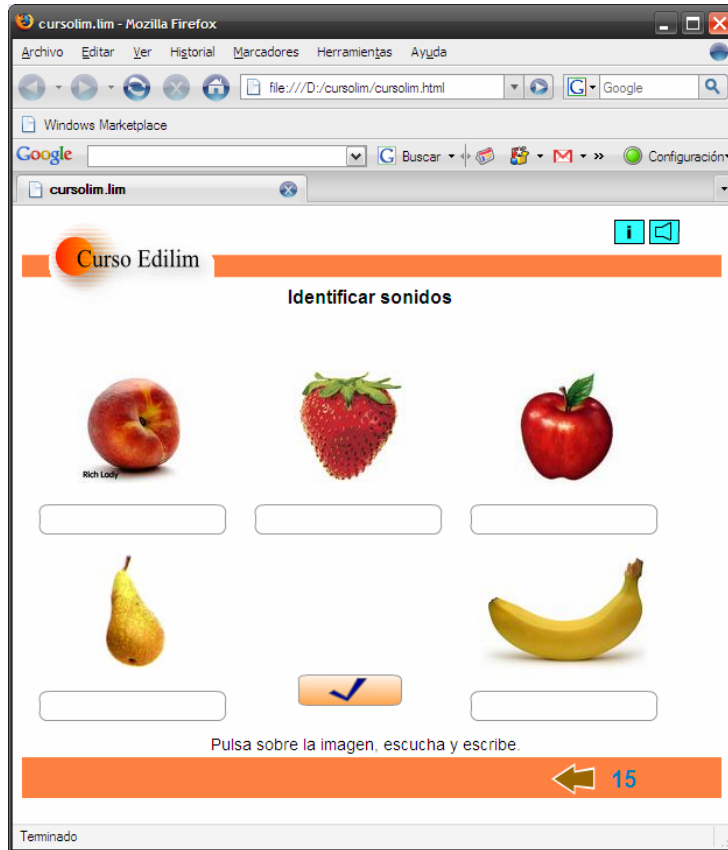 cursolim.lim - Mozilla Firefox
Archivo Editar Ver Historial Marcadores Herramientas Ayuda
file:///D:/cursolim/cursolim.html
G Google
Windows Marketplace
Google G Buscar » Configuración
cursolim.lim
i
Curso Edilim
Identificar sonidos
Rich Lady
Pulsa sobre la imagen, escucha y escribe.
15
Terminado